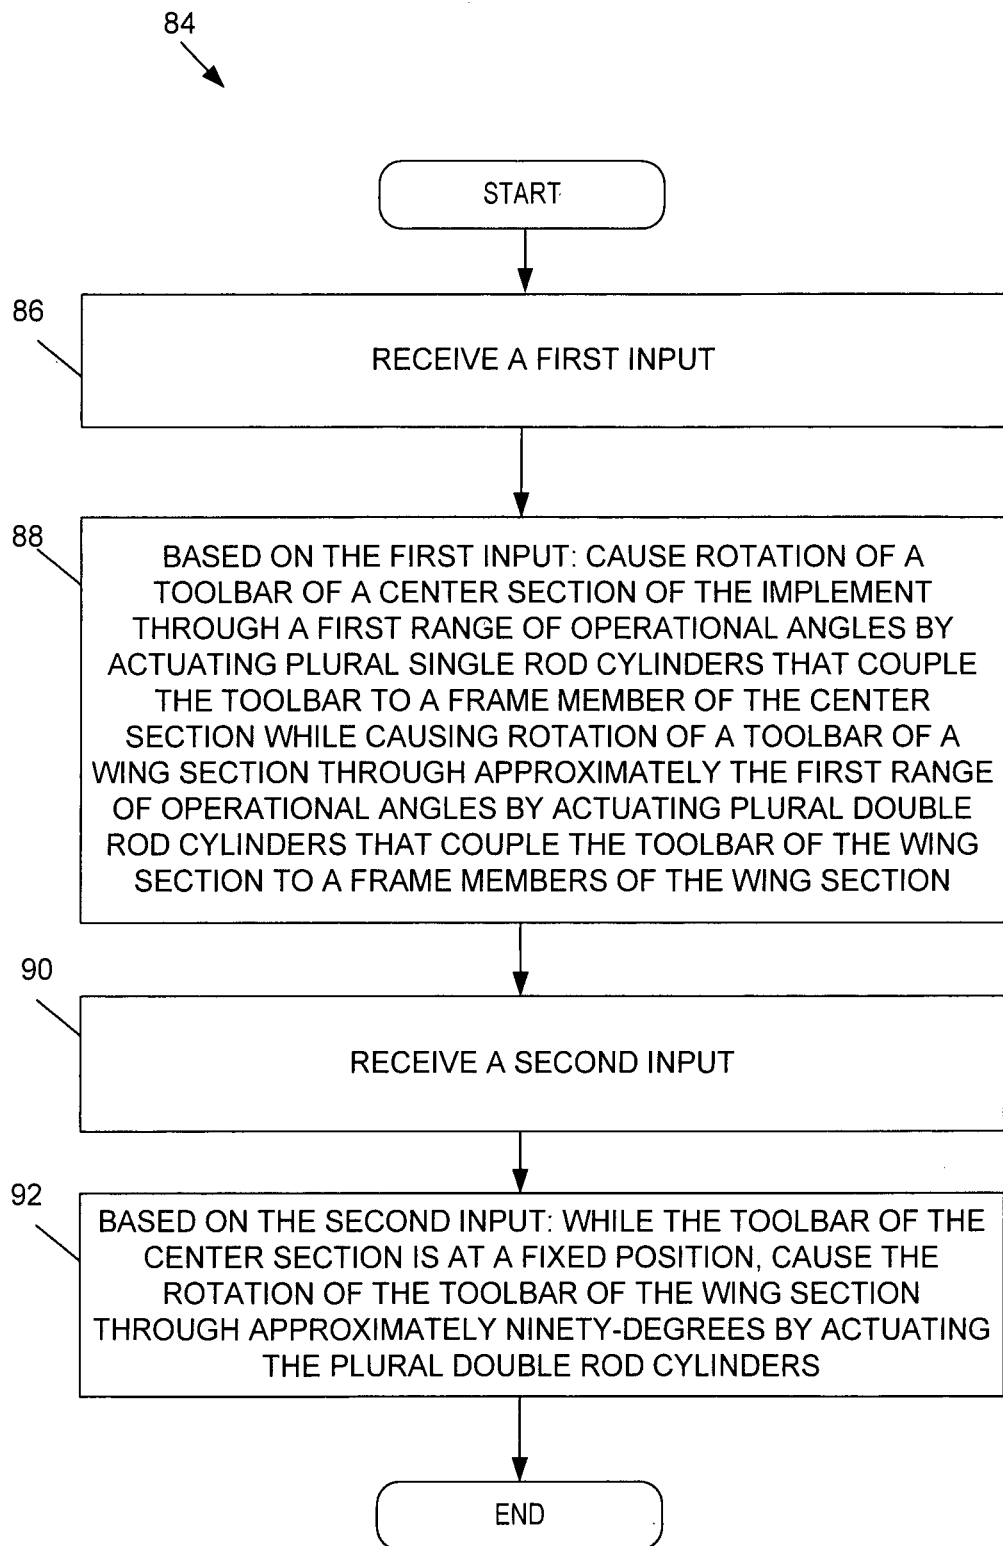 84
START
86
RECEIVE A FIRST INPUT
88
BASED ON THE FIRST INPUT: CAUSE ROTATION OF A
TOOLBAR OF A CENTER SECTION OF THE IMPLEMENT
THROUGH A FIRST RANGE OF OPERATIONAL ANGLES BY
ACTUATING PLURAL SINGLE ROD CYLINDERS THAT COUPLE
THE TOOLBAR TO A FRAME MEMBER OF THE CENTER
SECTION WHILE CAUSING ROTATION OF A TOOLBAR OF A
WING SECTION THROUGH APPROXIMATELY THE FIRST RANGE
OF OPERATIONAL ANGLES BY ACTUATING PLURAL DOUBLE
ROD CYLINDERS THAT COUPLE THE TOOLBAR OF THE WING
SECTION TO A FRAME MEMBERS OF THE WING SECTION
90
RECEIVE A SECOND INPUT
92
BASED ON THE SECOND INPUT: WHILE THE TOOLBAR OF THE
CENTER SECTION IS AT A FIXED POSITION, CAUSE THE
ROTATION OF THE TOOLBAR OF THE WING SECTION
THROUGH APPROXIMATELY NINETY-DEGREES BY ACTUATING
THE PLURAL DOUBLE ROD CYLINDERS
END